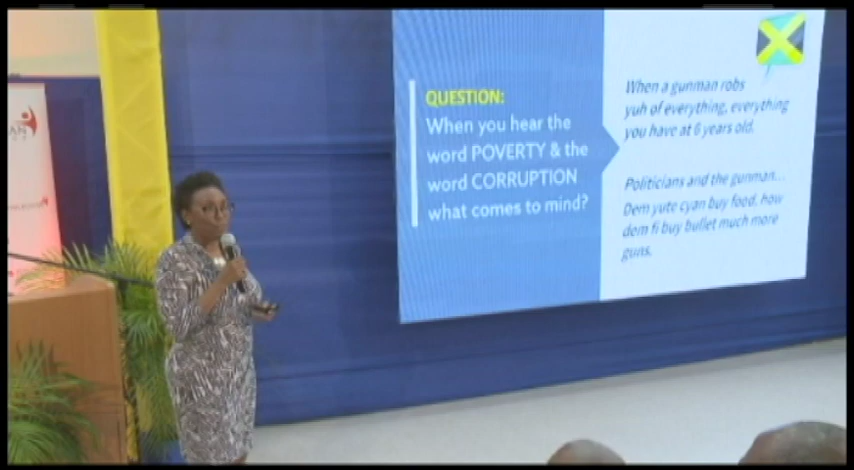 QUESTION:
When you hear the
word POVERTY & the
word CORRUPTION
what comes to mind?
When a gunman robs
yuh of everything, everything
you have at 6 years old.
Politicians and the gunman...
Dem yute cyan buy food, how
dem fi buy bullet much more
guns.
AN